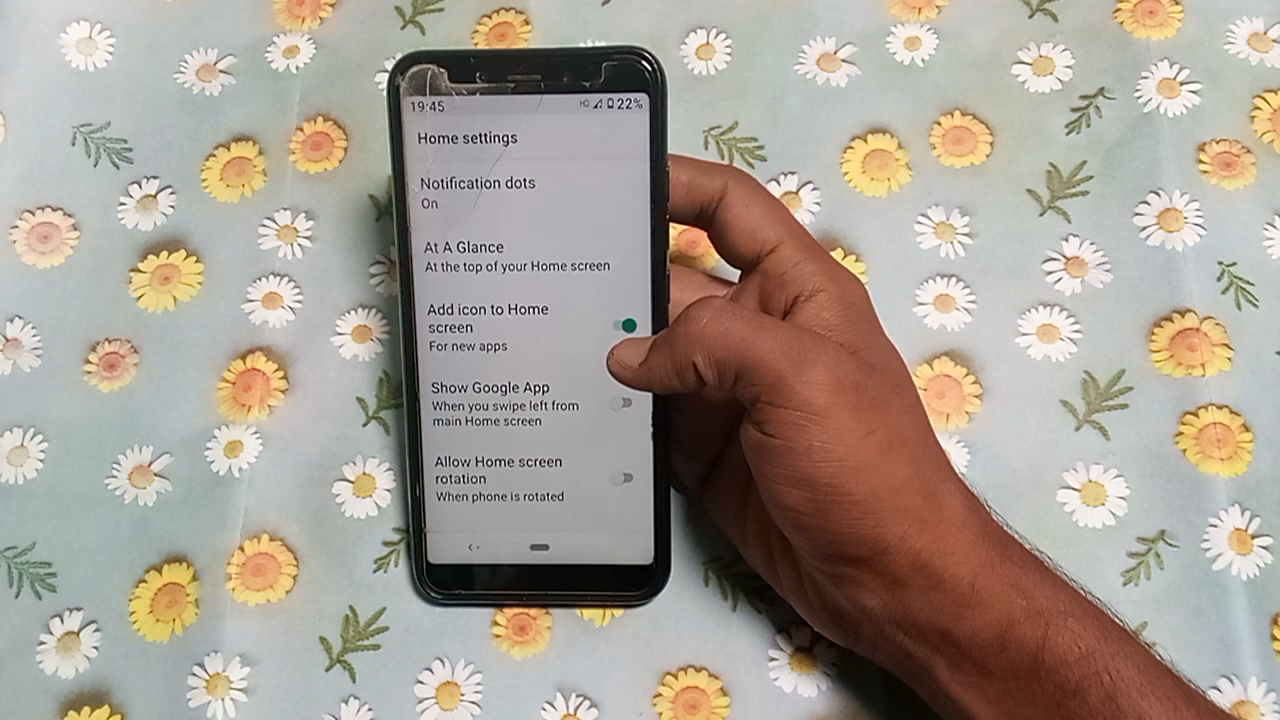 19:45 HD 22%
Home settings
Notification dots
On
At A Glance
At the top of your Home screen
Add icon to Home
screen
For new apps
Show Google App
When you swipe left from
main Home screen
Allow Home screen
rotation
When phone is rotated